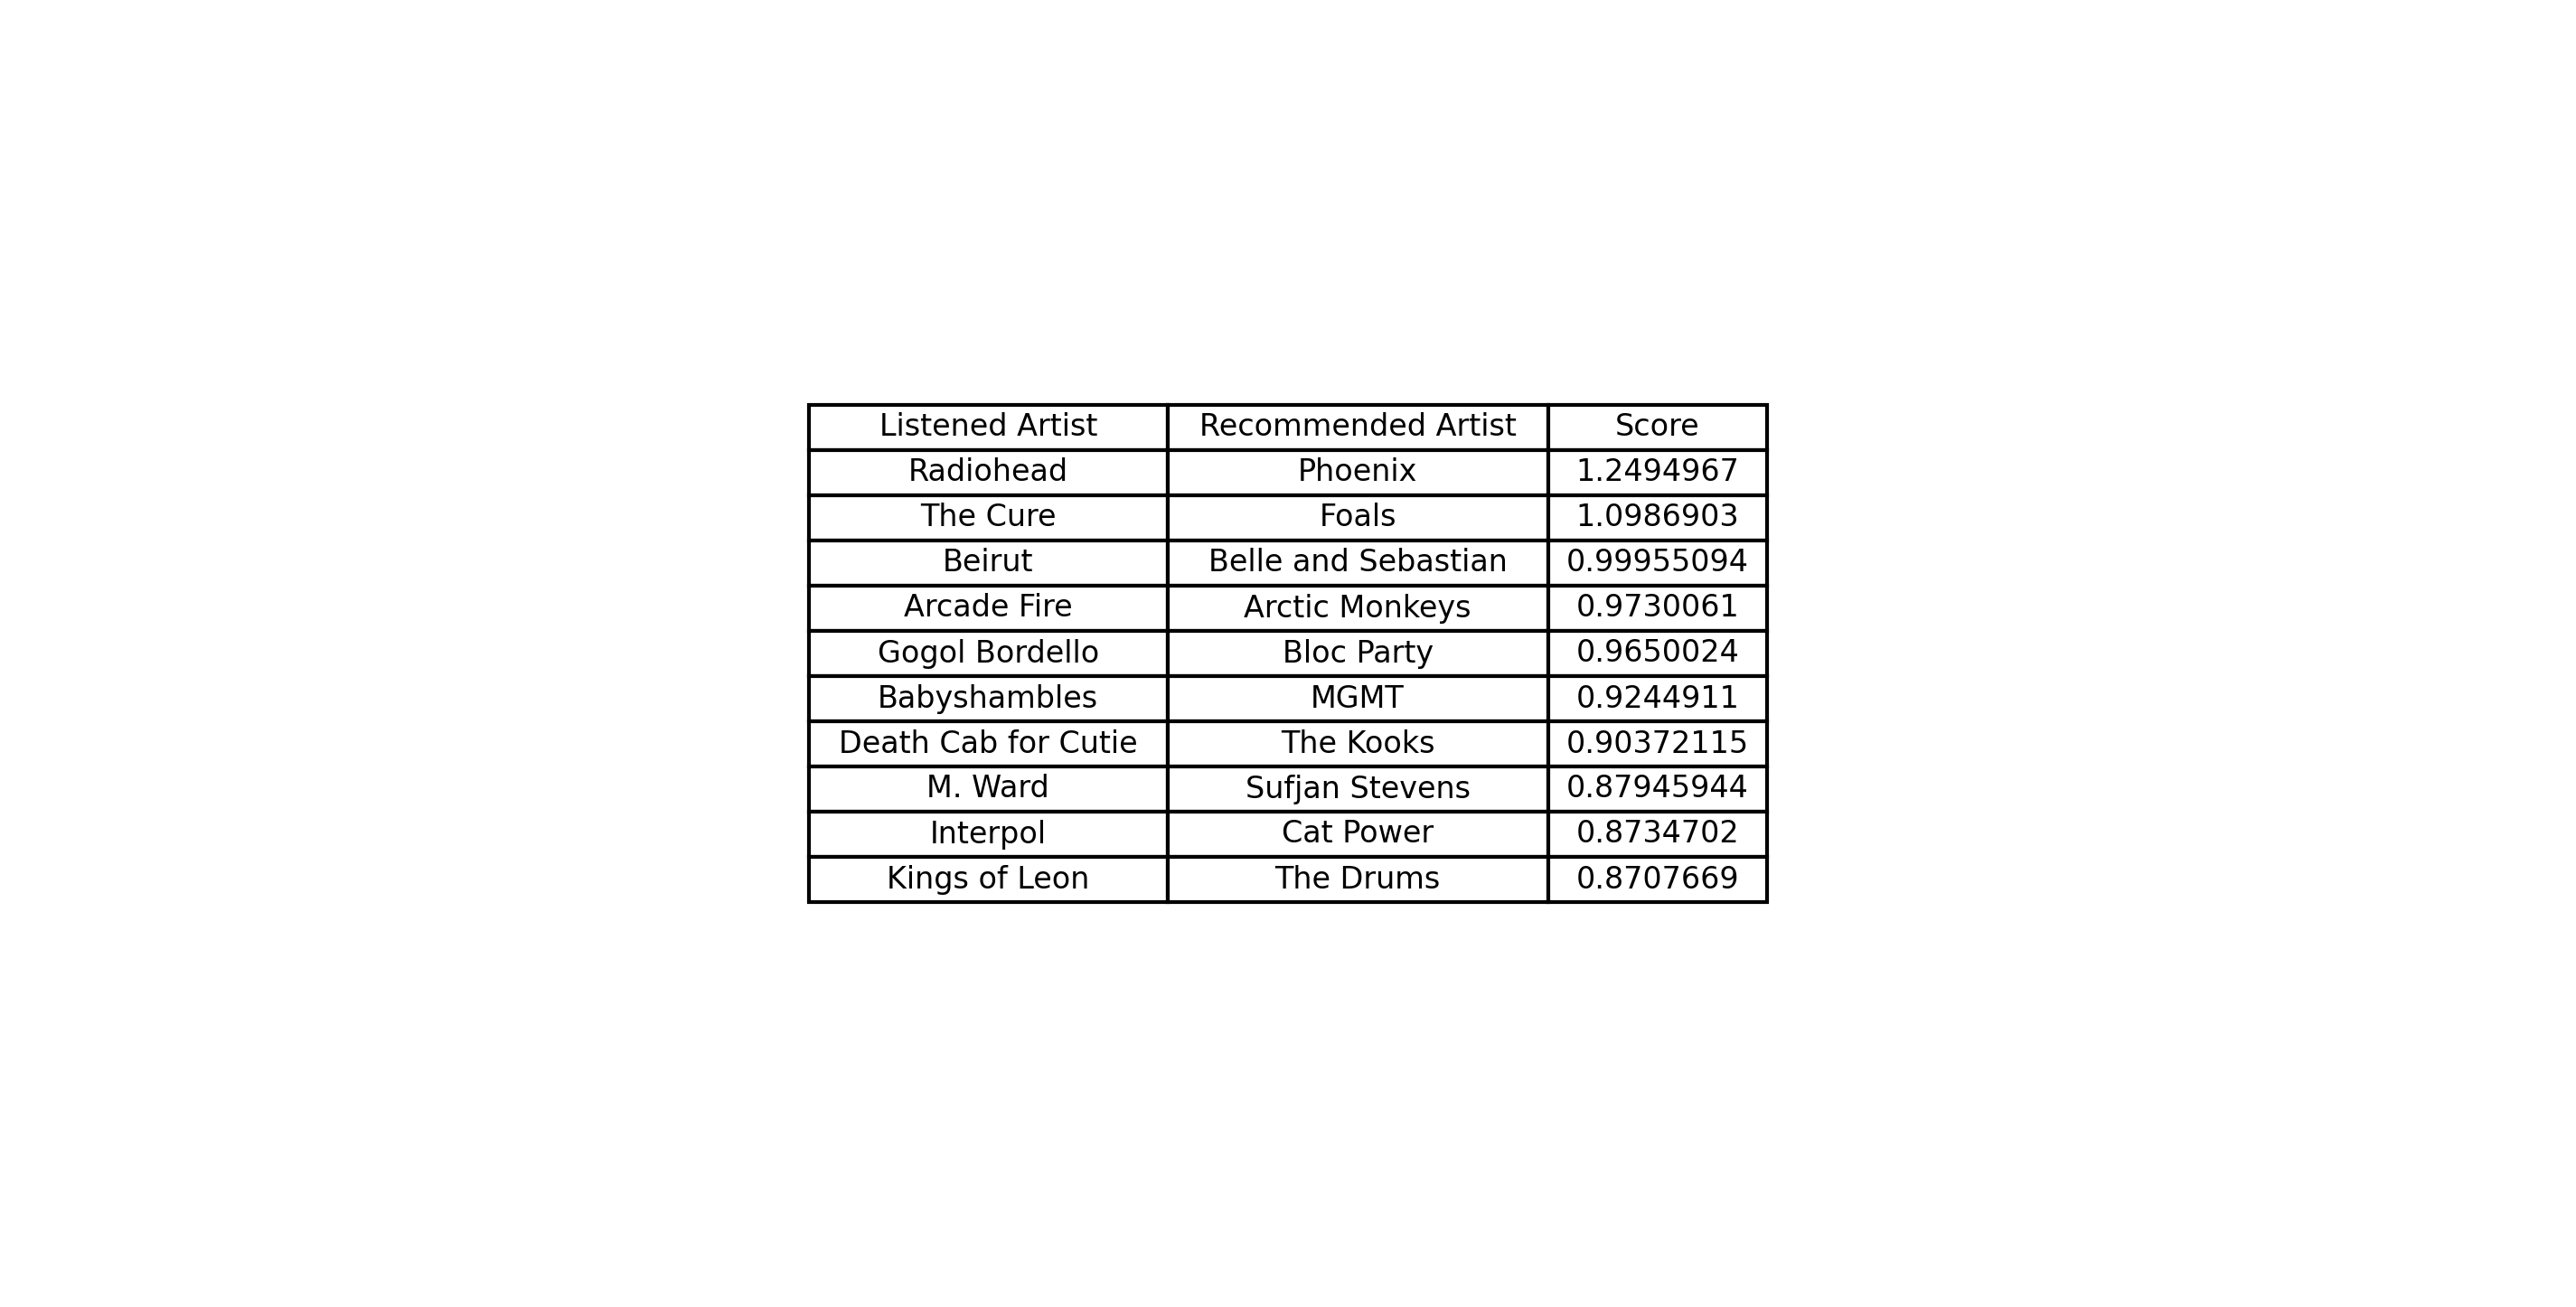 Listened Artist Recommended Artist Score
Radiohead Phoenix 1.2494967
The Cure Foals 1.0986903
Beirut Belle and Sebastian 0.99955094
Arcade Fire Arctic Monkeys 0.9730061
Gogol Bordello Bloc Party 0.9650024
Babyshambles MGMT 0.9244911
Death Cab for Cutie The Kooks 0.90372115
M. Ward Sufjan Stevens 0.87945944
Interpol Cat Power 0.8734702
Kings of Leon The Drums 0.8707669